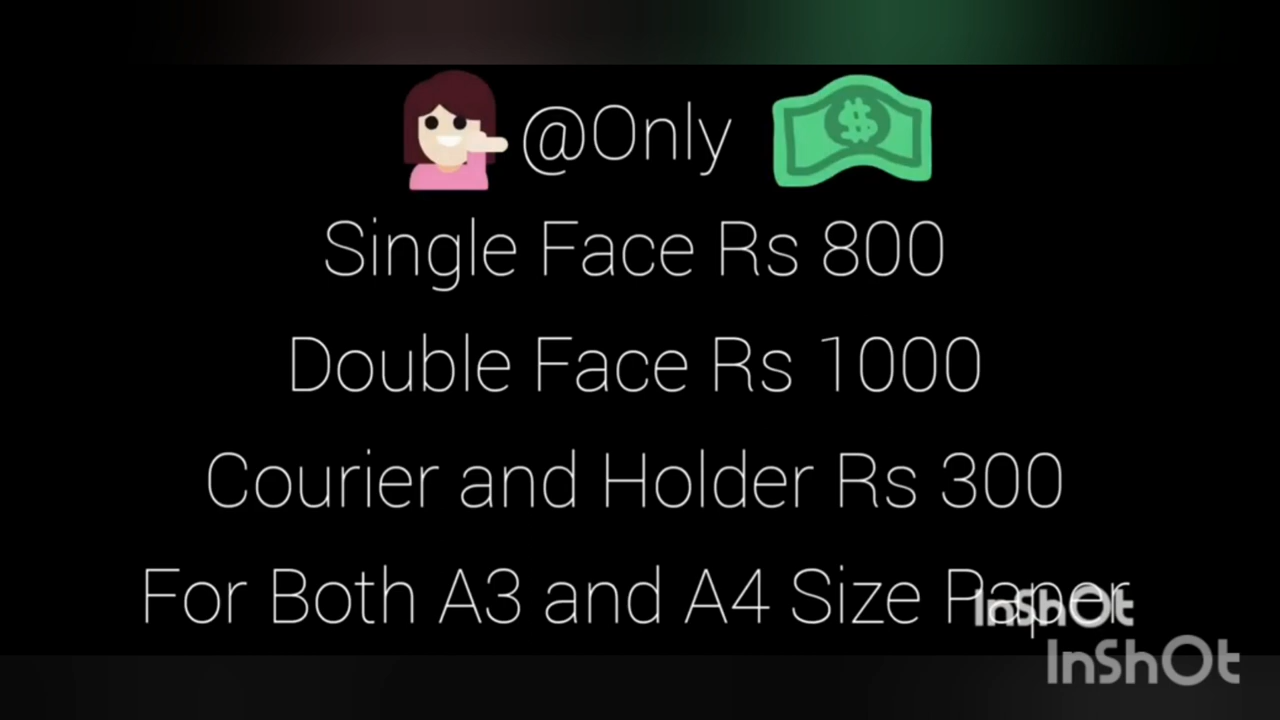 @Only
Single Face Rs 800
Double Face Rs 1000
Courier and Holder Rs 300
For Both A3 and A4 Size Paper
InShOt
InShOt